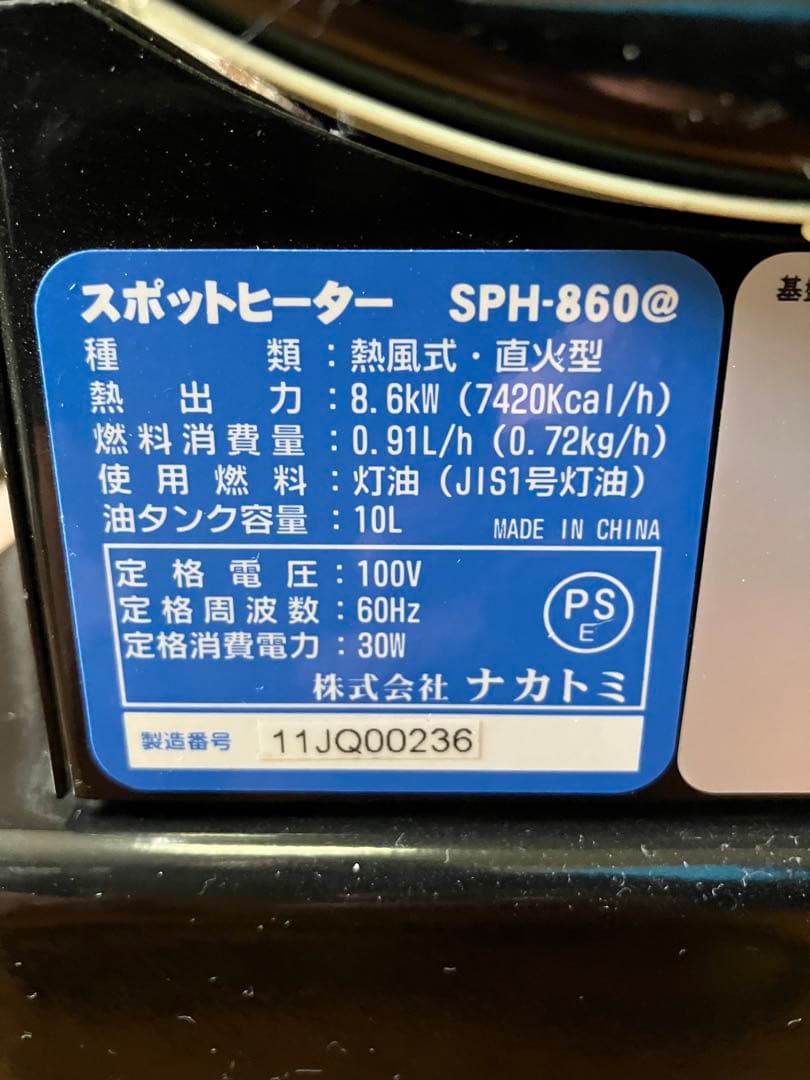 スポットヒーター SPH-860@
種類:熱風式・直火型
熱出力:8.6kW(7420Kcal/h)
燃料消費量:0.91L/h(0.72kg/h)
使用燃料:灯油(JIS1号灯油)
油タンク容量:10L MADE IN CHINA
定格電圧:100V
定格周波数:60Hz
定格消費電力:30W
PS
E
株式会社 ナカトミ
製造番号 11JQ00236